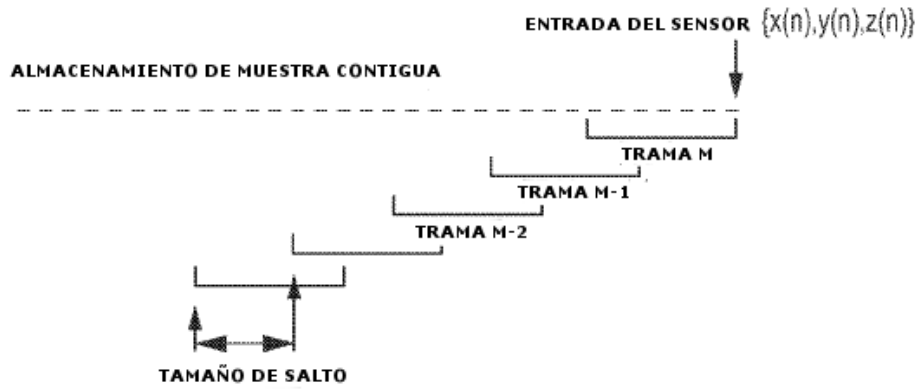 ENTRADA DEL SENSOR {x(n),y(n),z(n)}
ALMACENAMIENTO DE MUESTRA CONTIGUA
TRAMA M
TRAMA M-1
TRAMA M-2
TAMAÑO DE SALTO